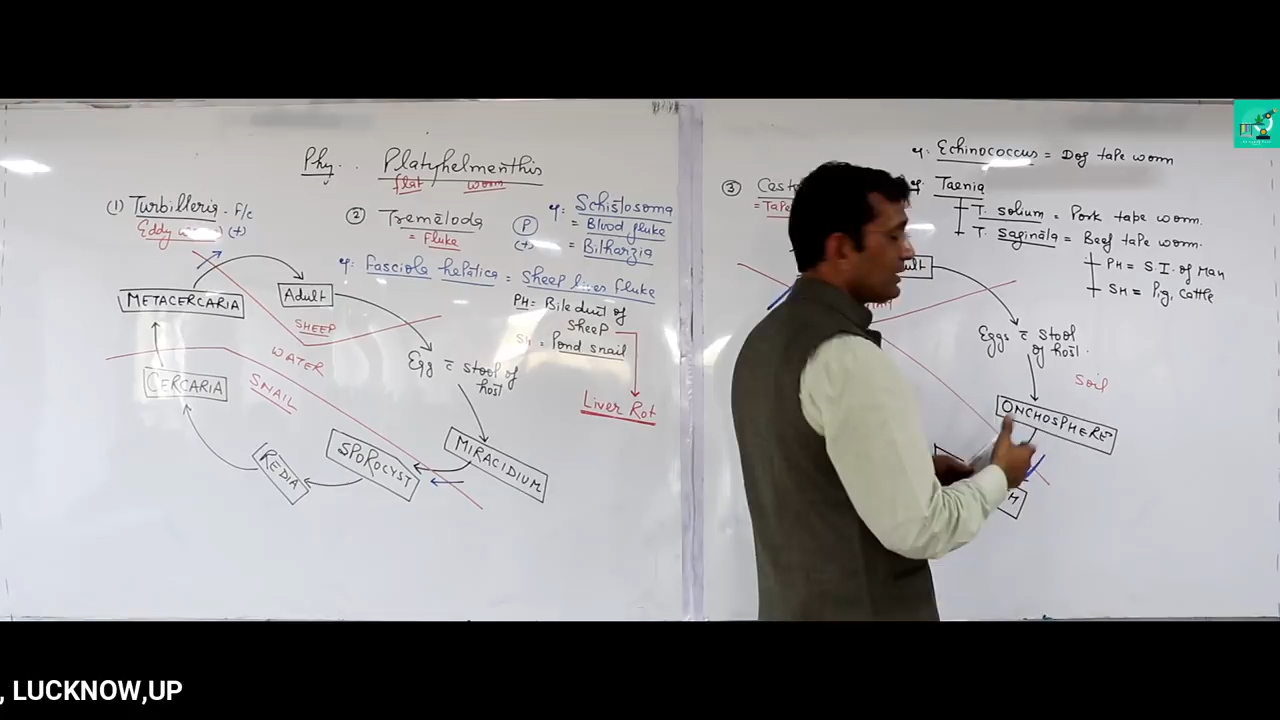 Phy. Platyhelmenthis
flat worm
(1) Turbilleria - F/c
Eddy (+)
② Tremāloda
= Fluke
Ⓟ (+)
eg: Schistosoma
= Blood fluke
= Bilharzia
eg: Fasciola hepatica = Sheep liver fluke
PH = Bile duct of
sheep
SH = Pond snail
Liver Rot
METACERCARIA
Adult
SHEEP
WATER
SNAIL
Egg c̄ stool of
host
CERCARIA
REDIA
SPOROCYST
MIRACIDIUM
eg: Echinococcus = Dog tape worm
③
eg: Taenia
T. solium = Pork tape worm.
T. saginata = Beef tape worm.
PH = S I. of Man
SH = Pig, Cattle
Eggs c̄ stool
of host.
Soil
ONCHOSPHERE
, LUCKNOW,UP